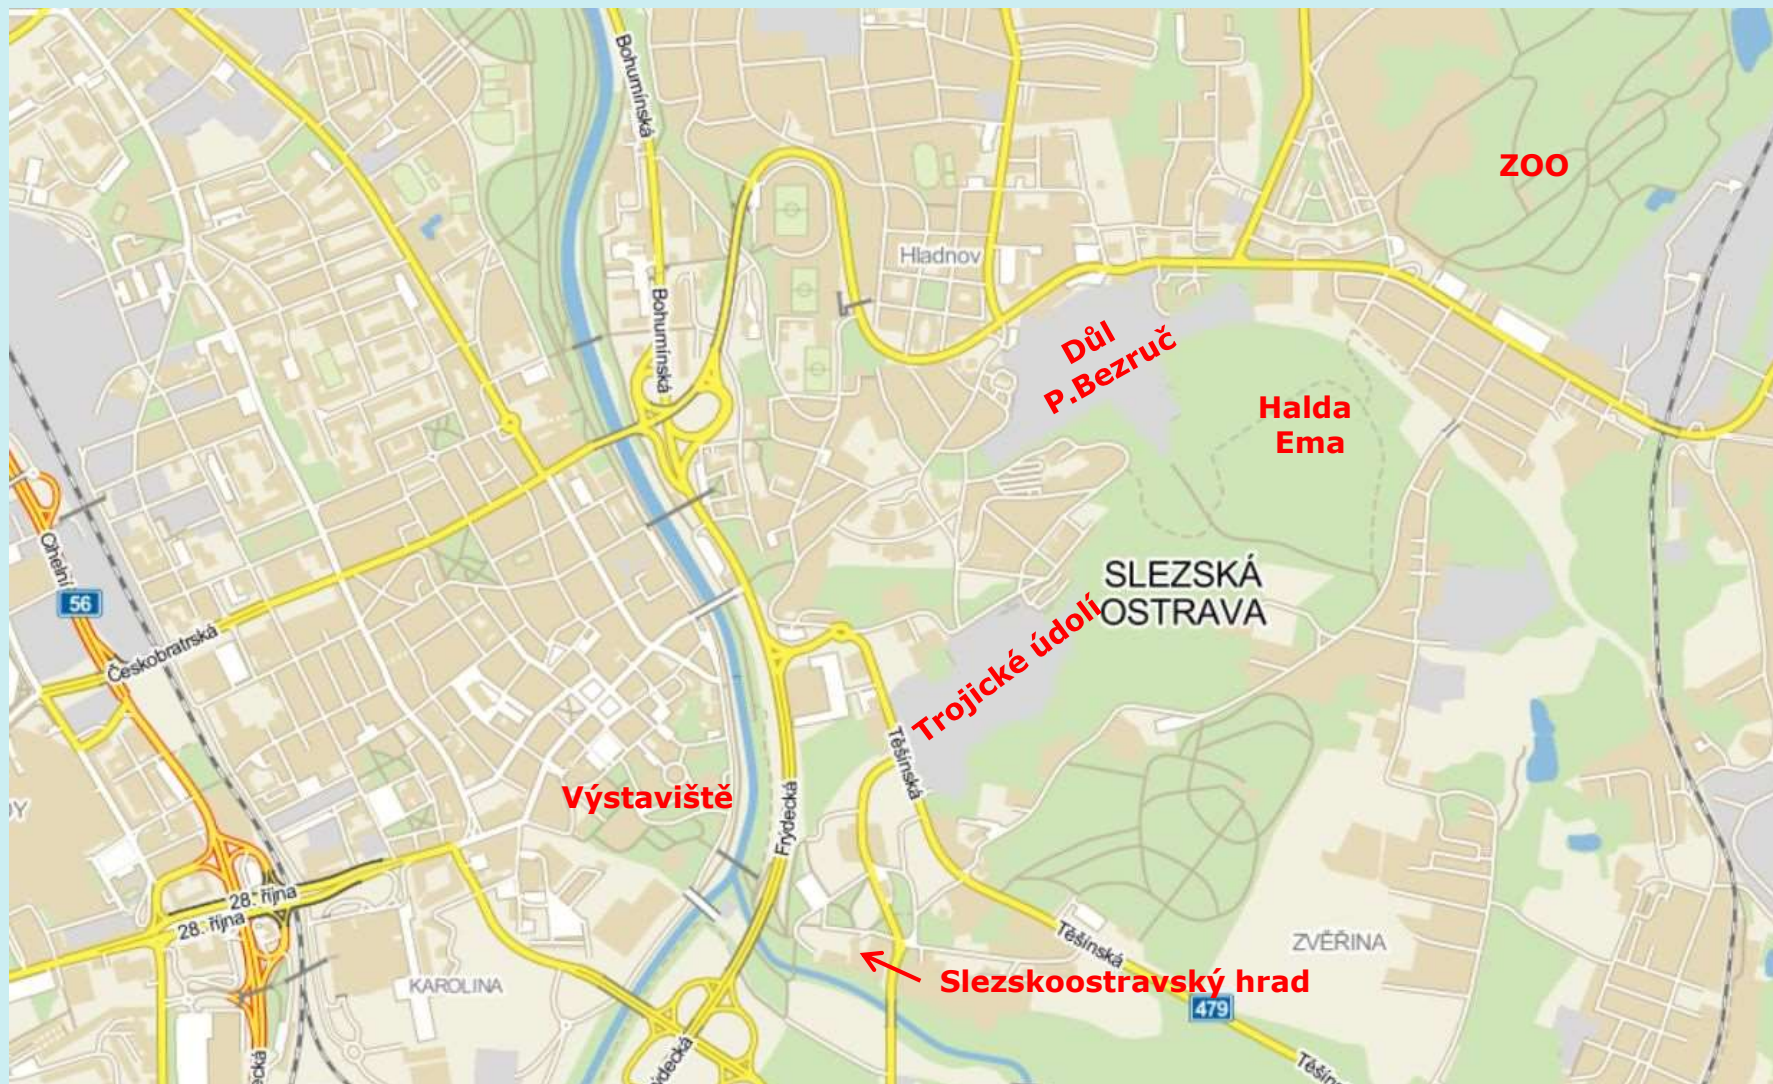 Bohumínská
ZOO
Hladnov
Bohumínská
Důl
P.Bezruč
Halda
Ema
Cihelní
56
SLEZSKÁ
OSTRAVA
Českobratrská
Trojické údolí
Těšínská
Výstaviště
Frýdecká
28. října
28. října
Těšínská
ZVĚŘINA
KAROLINA
Slezskoostravský hrad
479